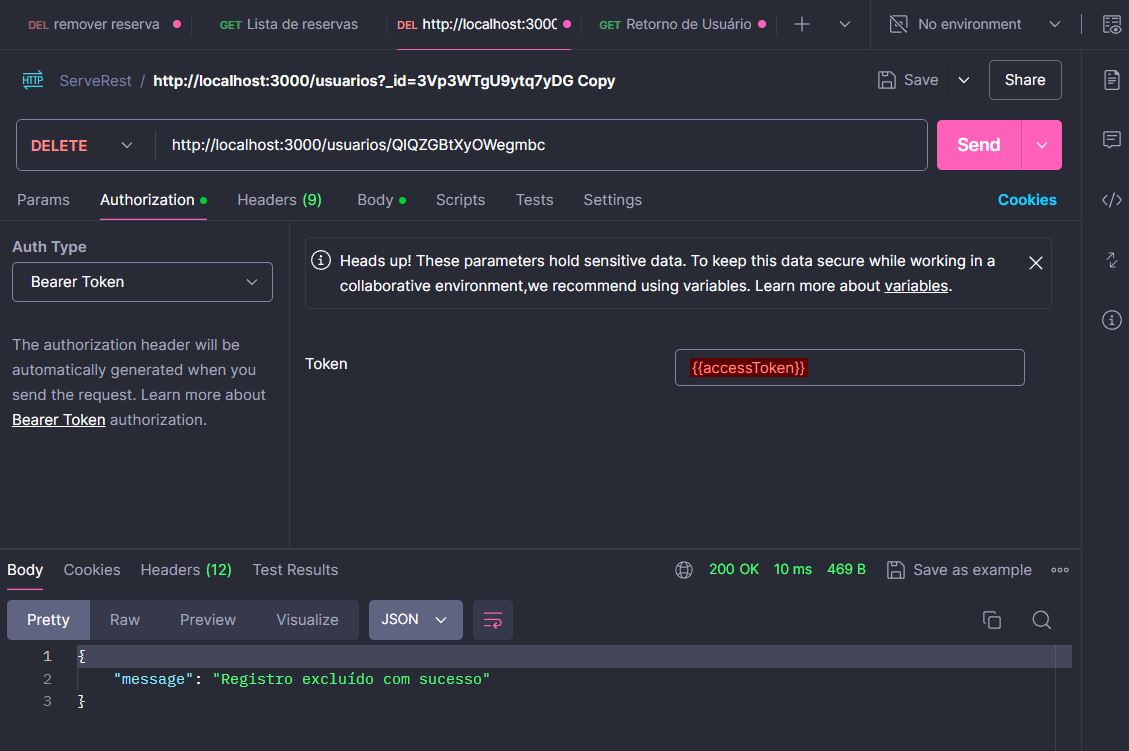 DEL remover reserva GET Lista de reservas DEL http://localhost:3000 GET Retorno de Usuário No environment
HTTP ServeRest / http://localhost:3000/usuarios?_id=3Vp3WTgU9ytq7yDG Copy Save Share
DELETE http://localhost:3000/usuarios/QIQZGBtXyOWegmbc Send
Params Authorization Headers (9) Body Scripts Tests Settings Cookies
Auth Type
Bearer Token
The authorization header will be
automatically generated when you
send the request. Learn more about
Bearer Token authorization.
Heads up! These parameters hold sensitive data. To keep this data secure while working in a
collaborative environment,we recommend using variables. Learn more about variables.
Token {{accessToken}}
Body Cookies Headers (12) Test Results 200 OK 10 ms 469 B Save as example
Pretty Raw Preview Visualize JSON
1 {
2 "message": "Registro excluído com sucesso"
3 }